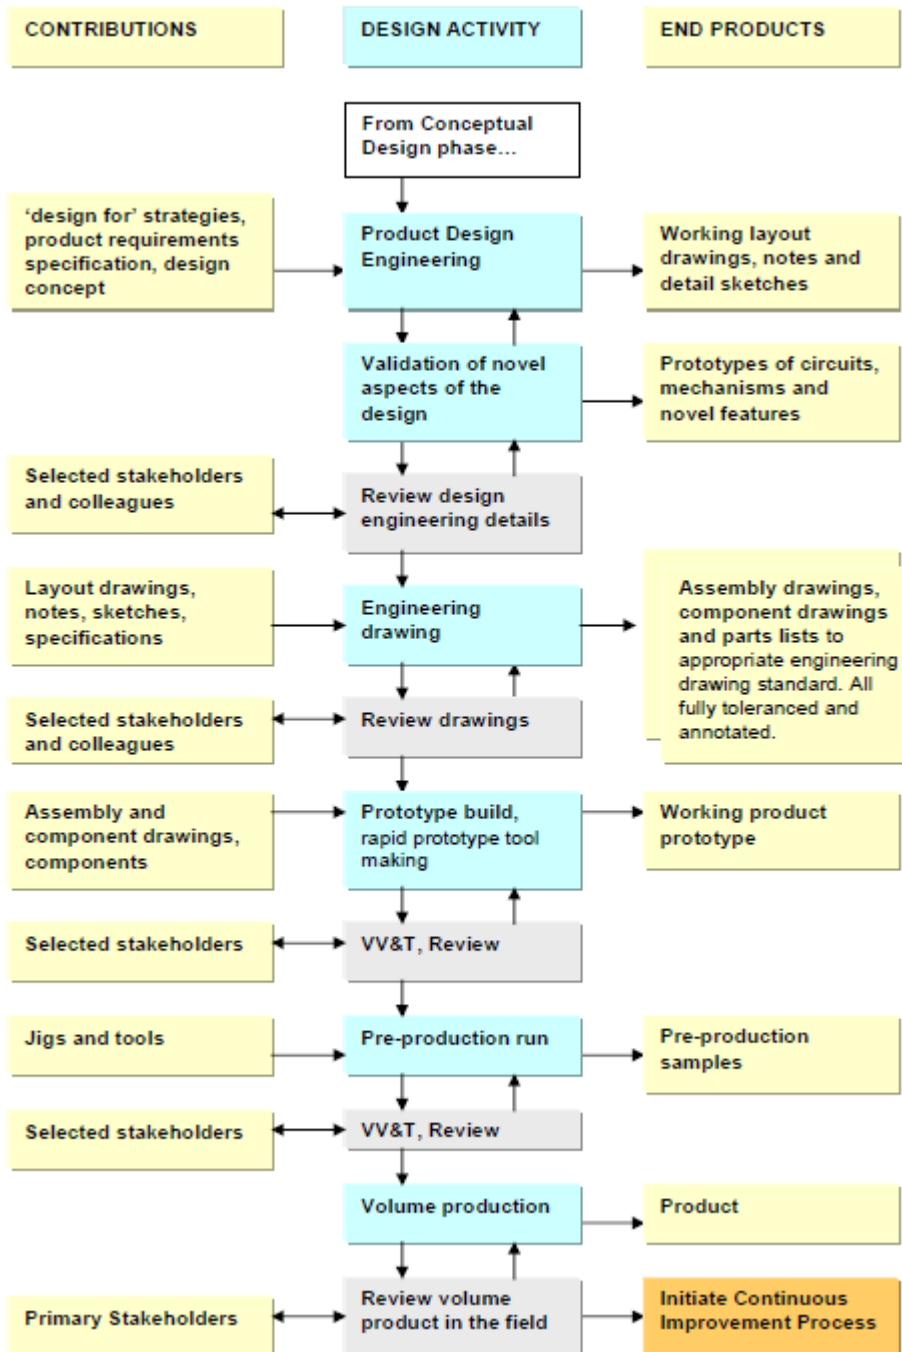 CONTRIBUTIONS
DESIGN ACTIVITY
END PRODUCTS
From Conceptual
Design phase...
‘design for’ strategies,
product requirements
specification, design
concept
Product Design
Engineering
Working layout
drawings, notes and
detail sketches
Validation of novel
aspects of the
design
Prototypes of circuits,
mechanisms and
novel features
Selected stakeholders
and colleagues
Review design
engineering details
Layout drawings,
notes, sketches,
specifications
Engineering
drawing
Assembly drawings,
component drawings
and parts lists to
appropriate engineering
drawing standard. All
fully toleranced and
annotated.
Selected stakeholders
and colleagues
Review drawings
Assembly and
component drawings,
components
Prototype build,
rapid prototype tool
making
Working product
prototype
Selected stakeholders
VV&T, Review
Jigs and tools
Pre-production run
Pre-production
samples
Selected stakeholders
VV&T, Review
Volume production
Product
Primary Stakeholders
Review volume
product in the field
Initiate Continuous
Improvement Process